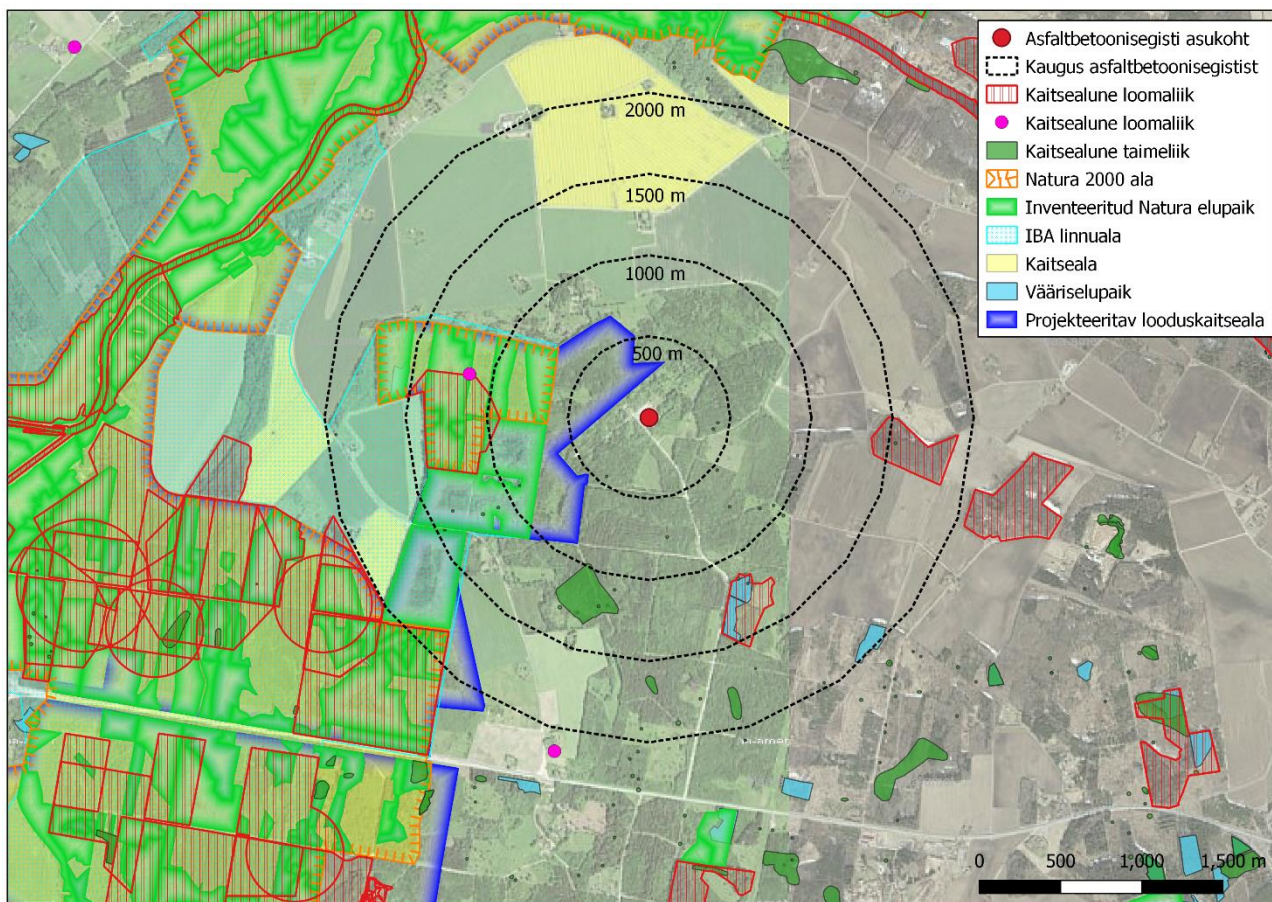 Asfaltbetoonisegisti asukoht
Kaugus asfaltbetoonisegistist
Kaitsealune loomaliik
Kaitsealune loomaliik
Kaitsealune taimeliik
Natura 2000 ala
Inventeeritud Natura elupaik
IBA linnuala
Kaitseala
Vääriselupaik
Projekteeritav looduskaitseala
2000 m
1500 m
1000 m
500 m
0 500 1,000 1,500 m